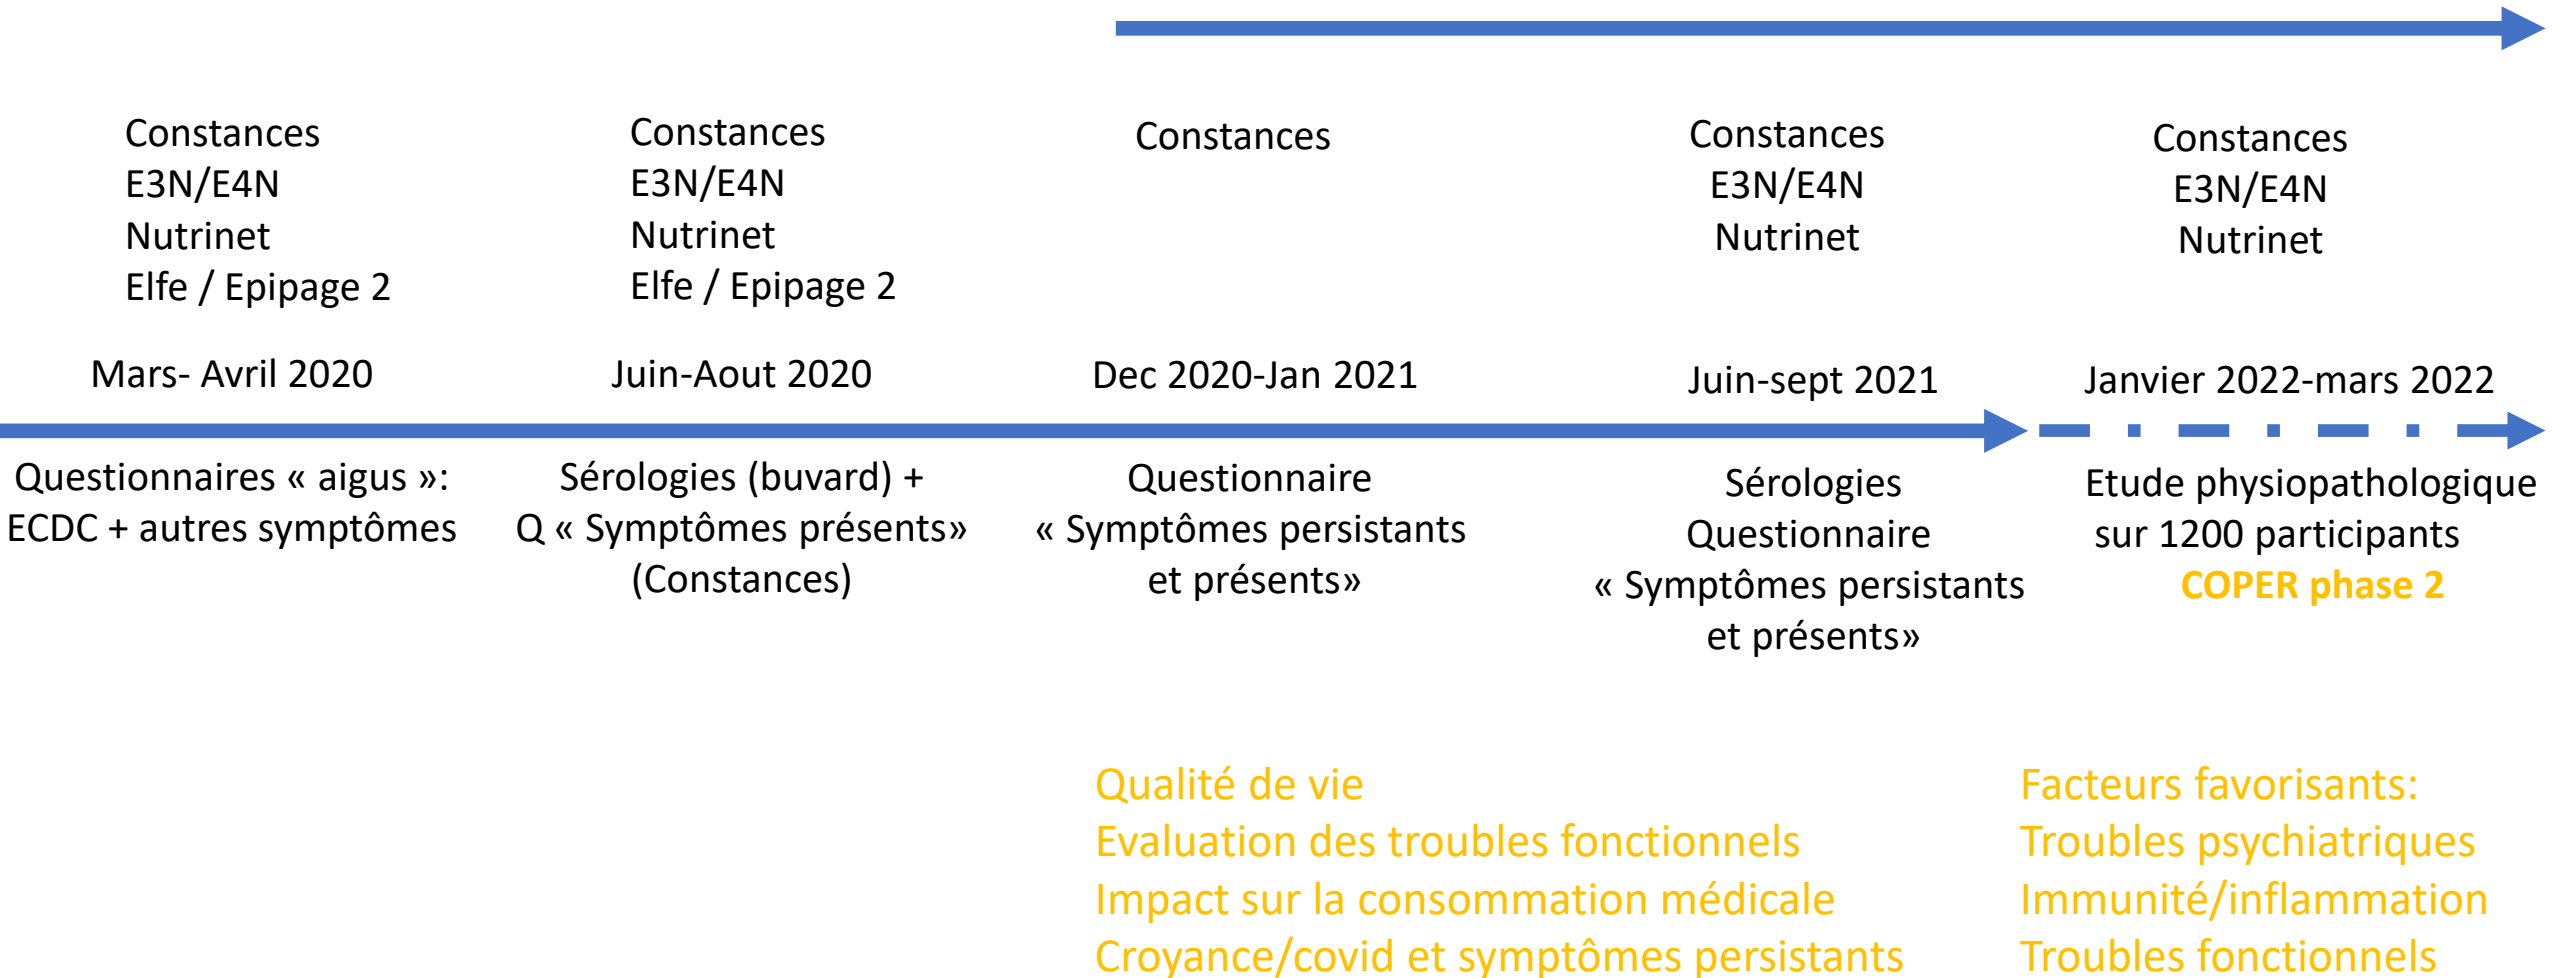 Constances
E3N/E4N
Nutrinet
Elfe / Epipage 2
Mars- Avril 2020
Questionnaires « aigus »:
ECDC + autres symptômes
Constances
E3N/E4N
Nutrinet
Elfe / Epipage 2
Juin-Aout 2020
Sérologies (buvard) +
Q « Symptômes présents»
(Constances)
Constances
Dec 2020-Jan 2021
Questionnaire
« Symptômes persistants
et présents»
Constances
E3N/E4N
Nutrinet
Juin-sept 2021
Sérologies
Questionnaire
« Symptômes persistants
et présents»
Constances
E3N/E4N
Nutrinet
Janvier 2022-mars 2022
Etude physiopathologique
sur 1200 participants
COPER phase 2
Qualité de vie
Evaluation des troubles fonctionnels
Impact sur la consommation médicale
Croyance/covid et symptômes persistants
Facteurs favorisants:
Troubles psychiatriques
Immunité/inflammation
Troubles fonctionnels